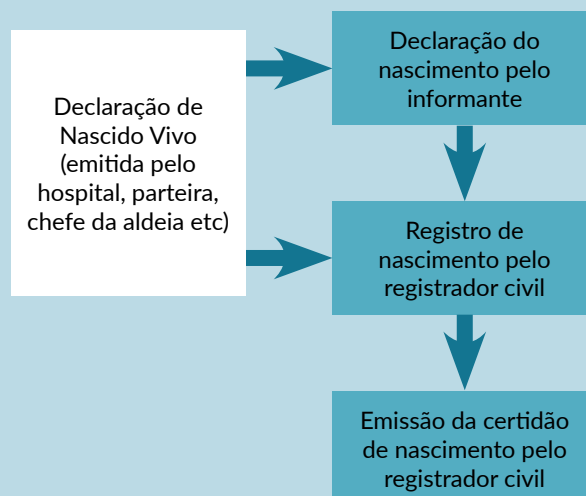 Declaração de
Nascido Vivo
(emitida pelo
hospital, parteira,
chefe da aldeia etc)
Declaração do
nascimento pelo
informante
Registro de
nascimento pelo
registrador civil
Emissão da certidão
de nascimento pelo
registrador civil